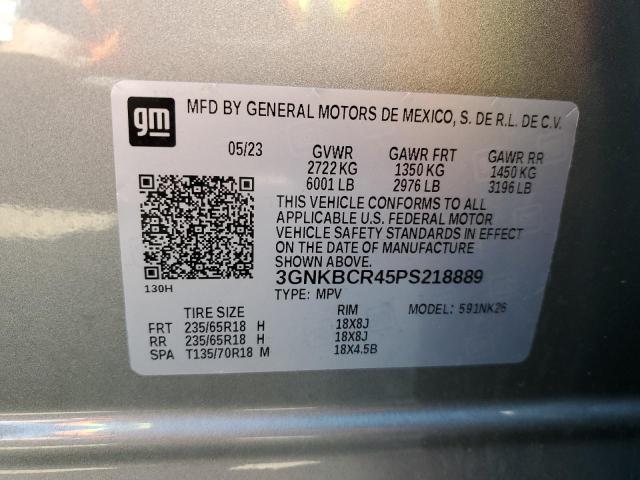 gm
MFD BY GENERAL MOTORS DE MEXICO, S. DE R.L. DE C.V.
05/23 GVWR GAWR FRT GAWR RR
2722 KG 1350 KG 1450 KG
6001 LB 2976 LB 3196 LB
THIS VEHICLE CONFORMS TO ALL
APPLICABLE U.S. FEDERAL MOTOR
VEHICLE SAFETY STANDARDS IN EFFECT
ON THE DATE OF MANUFACTURE
SHOWN ABOVE.
3GNKBCR45PS218889
130H
TYPE: MPV MODEL: 591NK26
TIRE SIZE RIM
FRT 235/65R18 H 18X8J
RR 235/65R18 H 18X8J
SPA T135/70R18 M 18X4.5B